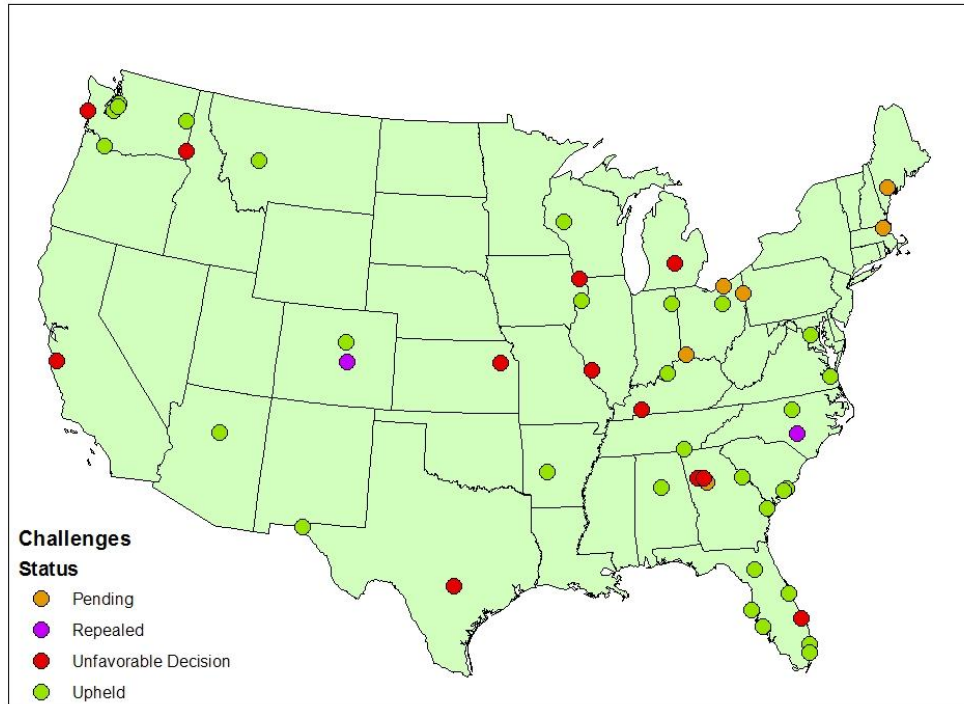 Challenges
Status
Pending
Repealed
Unfavorable Decision
Upheld